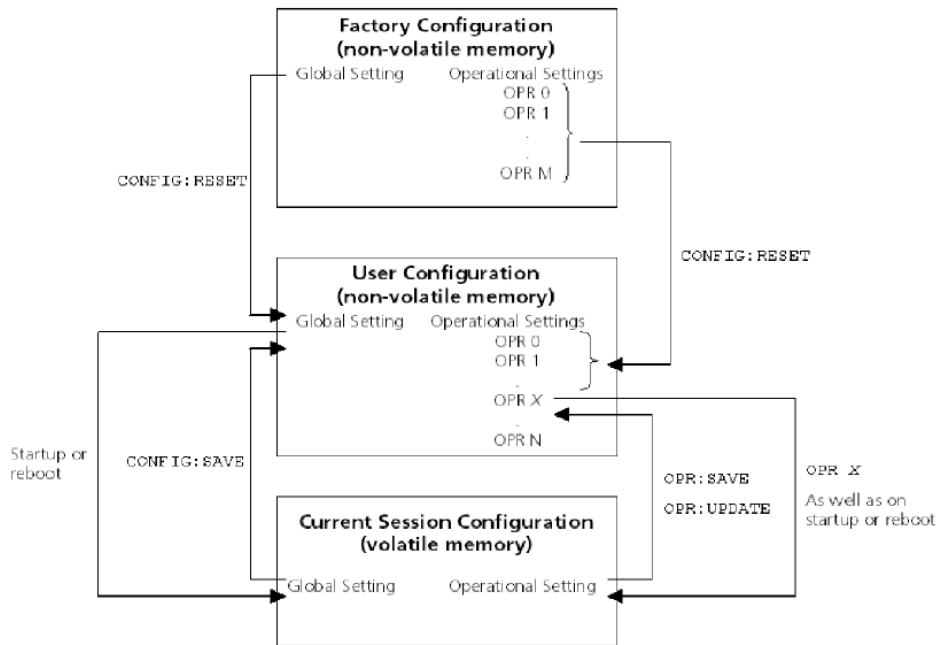 Factory Configuration
(non-volatile memory)
Global Setting
Operational Settings
OPR 0
OPR 1
.
.
OPR M
CONFIG:RESET
CONFIG:RESET
User Configuration
(non-volatile memory)
Global Setting
Operational Settings
OPR 0
OPR 1
.
OPR X
.
OPR N
Startup or
reboot
CONFIG:SAVE
OPR:SAVE
OPR:UPDATE
OPR X
As well as on
startup or reboot
Current Session Configuration
(volatile memory)
Global Setting
Operational Setting